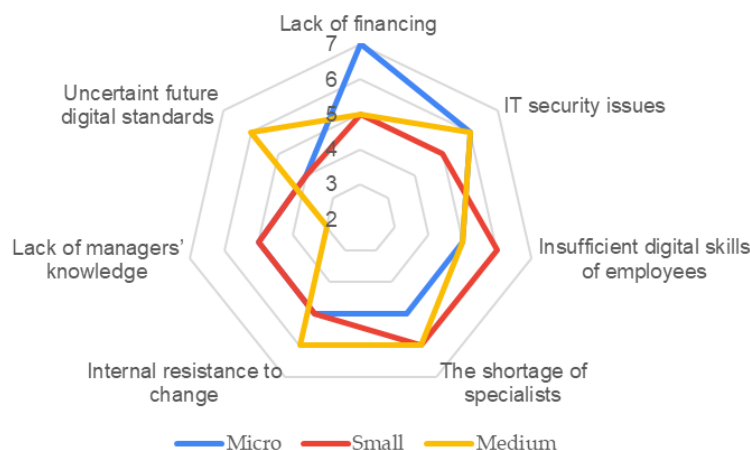 Lack of financing
7
6
5
4
3
2
IT security issues
Insufficient digital skills
of employees
The shortage of
specialists
Internal resistance to
change
Lack of managers’
knowledge
Uncertaint future
digital standards
Micro
Small
Medium